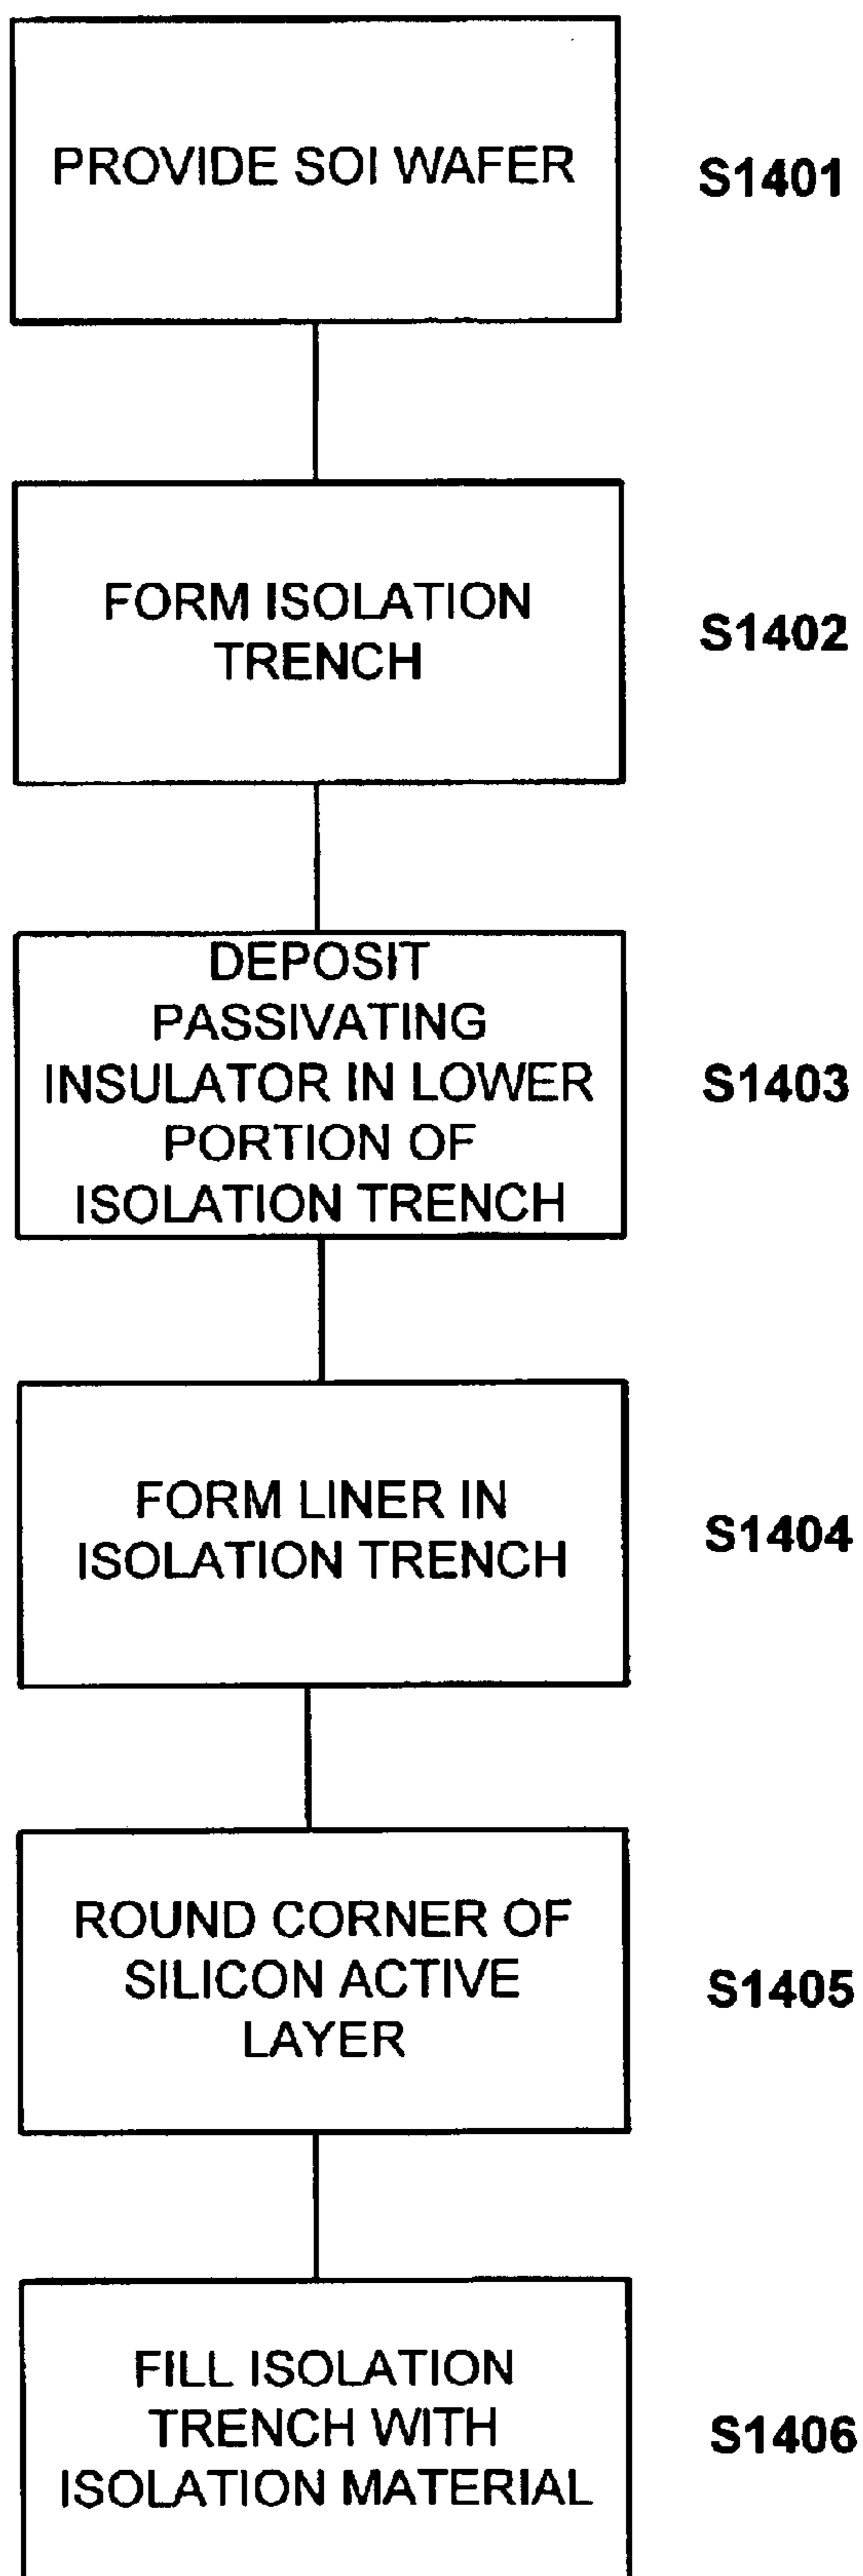 PROVIDE SOI WAFER
S1401
FORM ISOLATION
TRENCH
S1402
DEPOSIT
PASSIVATING
INSULATOR IN LOWER
PORTION OF
ISOLATION TRENCH
S1403
FORM LINER IN
ISOLATION TRENCH
S1404
ROUND CORNER OF
SILICON ACTIVE
LAYER
S1405
FILL ISOLATION
TRENCH WITH
ISOLATION MATERIAL
S1406